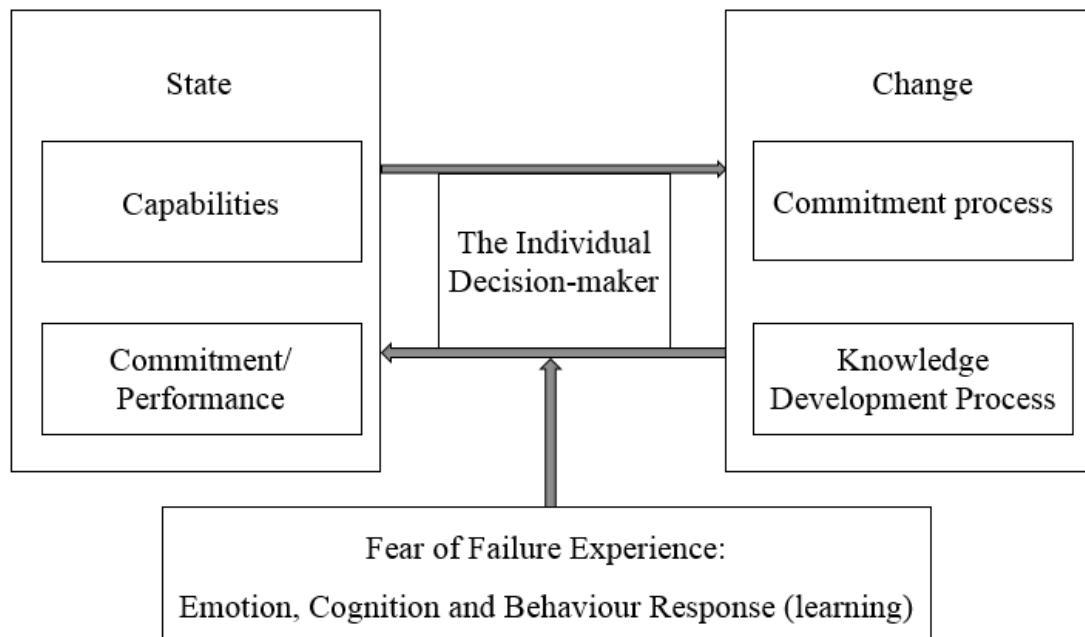 State
Capabilities
Commitment/
Performance
The Individual
Decision-maker
Change
Commitment process
Knowledge
Development Process
Fear of Failure Experience:
Emotion, Cognition and Behaviour Response (learning)